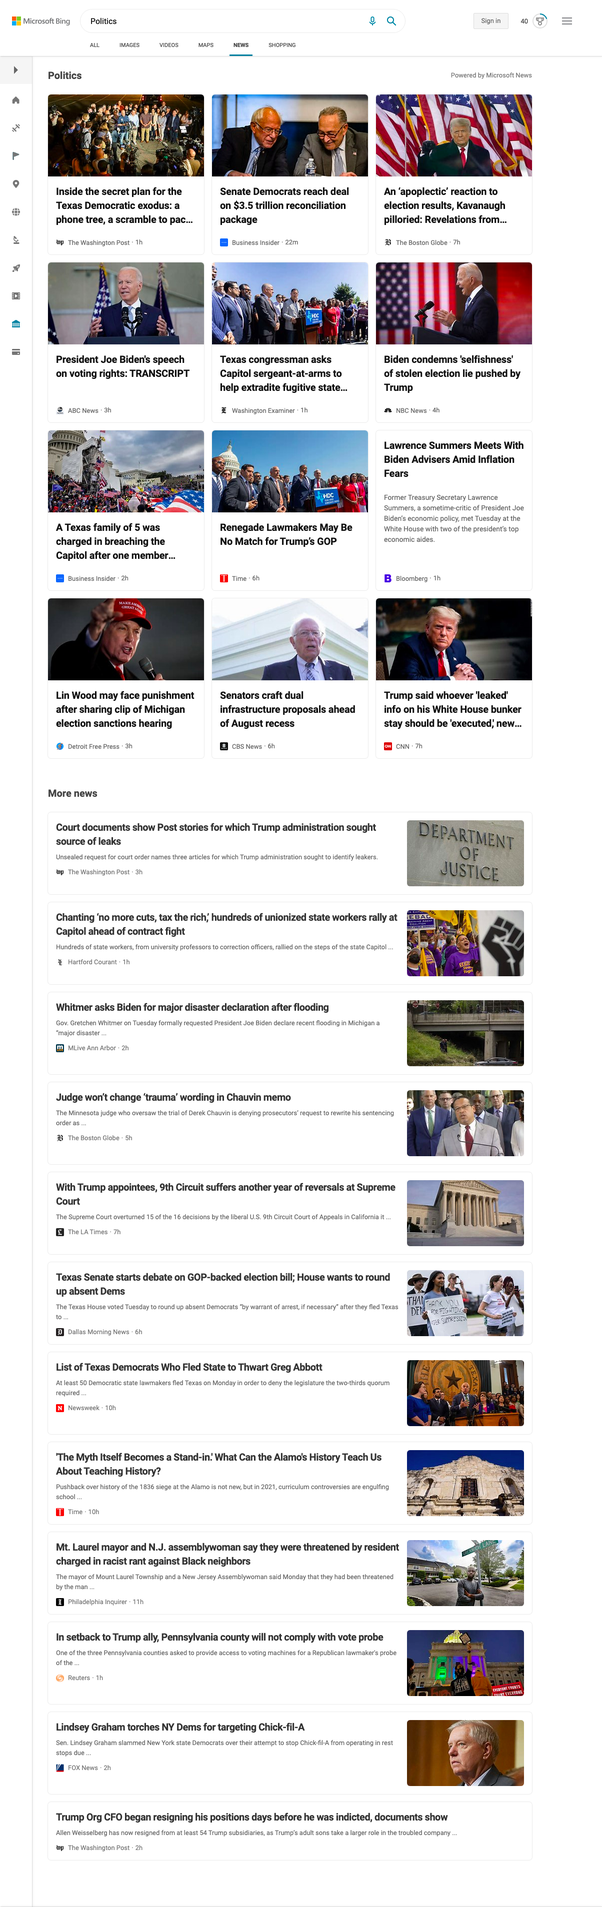 Microsoft Bing
Politics
Sign in
40
ALL
IMAGES
VIDEOS
MAPS
NEWS
SHOPPING
Politics
Powered by Microsoft News
Inside the secret plan for the
Texas Democratic exodus: a
phone tree, a scramble to pac...
The Washington Post · 1h
Senate Democrats reach deal
on $3.5 trillion reconciliation
package
Business Insider · 22m
An 'apoplectic' reaction to
election results, Kavanaugh
pilloried: Revelations from...
The Boston Globe · 7h
President Joe Biden's speech
on voting rights: TRANSCRIPT
ABC News · 3h
Texas congressman asks
Capitol sergeant-at-arms to
help extradite fugitive state...
Washington Examiner · 1h
Biden condemns 'selfishness'
of stolen election lie pushed by
Trump
NBC News · 4h
A Texas family of 5 was
charged in breaching the
Capitol after one member...
Business Insider · 2h
Renegade Lawmakers May Be
No Match for Trump's GOP
Time · 6h
Lawrence Summers Meets With
Biden Advisers Amid Inflation
Fears
Former Treasury Secretary Lawrence
Summers, a sometime-critic of President Joe
Biden's economic policy, met Tuesday at the
White House with two of the president's top
economic aides.
Bloomberg · 1h
Lin Wood may face punishment
after sharing clip of Michigan
election sanctions hearing
Detroit Free Press · 3h
Senators craft dual
infrastructure proposals ahead
of August recess
CBS News · 6h
Trump said whoever 'leaked'
info on his White House bunker
stay should be 'executed,' new...
CNN · 7h
More news
Court documents show Post stories for which Trump administration sought
source of leaks
Unsealed request for court order names three articles for which Trump administration sought to identify leakers.
The Washington Post · 3h
DEPARTMENT
OF
JUSTICE
Chanting 'no more cuts, tax the rich,' hundreds of unionized state workers rally at
Capitol ahead of contract fight
Hundreds of state workers, from university professors to correction officers, rallied on the steps of the state Capitol ...
Hartford Courant · 1h
Whitmer asks Biden for major disaster declaration after flooding
Gov. Gretchen Whitmer on Tuesday formally requested President Joe Biden declare recent flooding in Michigan a
"major disaster ...
MLive Ann Arbor · 2h
Judge won't change 'trauma' wording in Chauvin memo
The Minnesota judge who oversaw the trial of Derek Chauvin is denying prosecutors' request to rewrite his sentencing
order as ...
The Boston Globe · 5h
With Trump appointees, 9th Circuit suffers another year of reversals at Supreme
Court
The Supreme Court overturned 15 of the 16 decisions by the liberal U.S. 9th Circuit Court of Appeals in California it ...
The LA Times · 7h
Texas Senate starts debate on GOP-backed election bill; House wants to round
up absent Dems
The Texas House voted Tuesday to round up absent Democrats "by warrant of arrest, if necessary" after they fled Texas
to ...
Dallas Morning News · 6h
List of Texas Democrats Who Fled State to Thwart Greg Abbott
At least 50 Democratic state lawmakers fled Texas on Monday in order to deny the legislature the two-thirds quorum
required ...
Newsweek · 10h
'The Myth Itself Becomes a Stand-in.' What Can the Alamo's History Teach Us
About Teaching History?
Pushback over history of the 1836 siege at the Alamo is not new, but in 2021, curriculum controversies are engulfing
school ...
Time · 10h
Mt. Laurel mayor and N.J. assemblywoman say they were threatened by resident
charged in racist rant against Black neighbors
The mayor of Mount Laurel Township and a New Jersey Assemblywoman said Monday that they had been threatened
by the man ...
Philadelphia Inquirer · 11h
In setback to Trump ally, Pennsylvania county will not comply with vote probe
One of the three Pennsylvania counties asked to provide access to voting machines for a Republican lawmaker's probe
of the ...
Reuters · 1h
Lindsey Graham torches NY Dems for targeting Chick-fil-A
Sen. Lindsey Graham slammed New York state Democrats over their attempt to stop Chick-fil-A from operating in rest
stops due ...
FOX News · 2h
Trump Org CFO began resigning his positions days before he was indicted, documents show
Allen Weisselberg has now resigned from at least 54 Trump subsidiaries, as Trump's adult sons take a larger role in the troubled company ...
The Washington Post · 2h